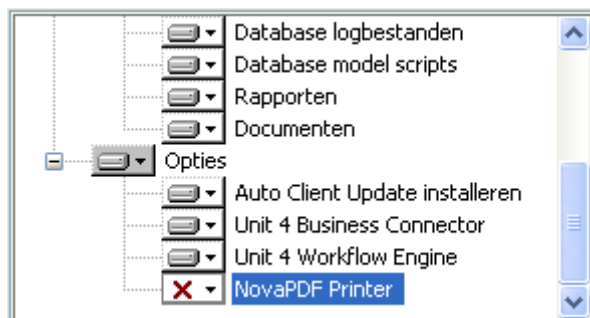 Database logbestanden
Database model scripts
Rapporten
Documenten
Opties
Auto Client Update installeren
Unit 4 Business Connector
Unit 4 Workflow Engine
NovaPDF Printer